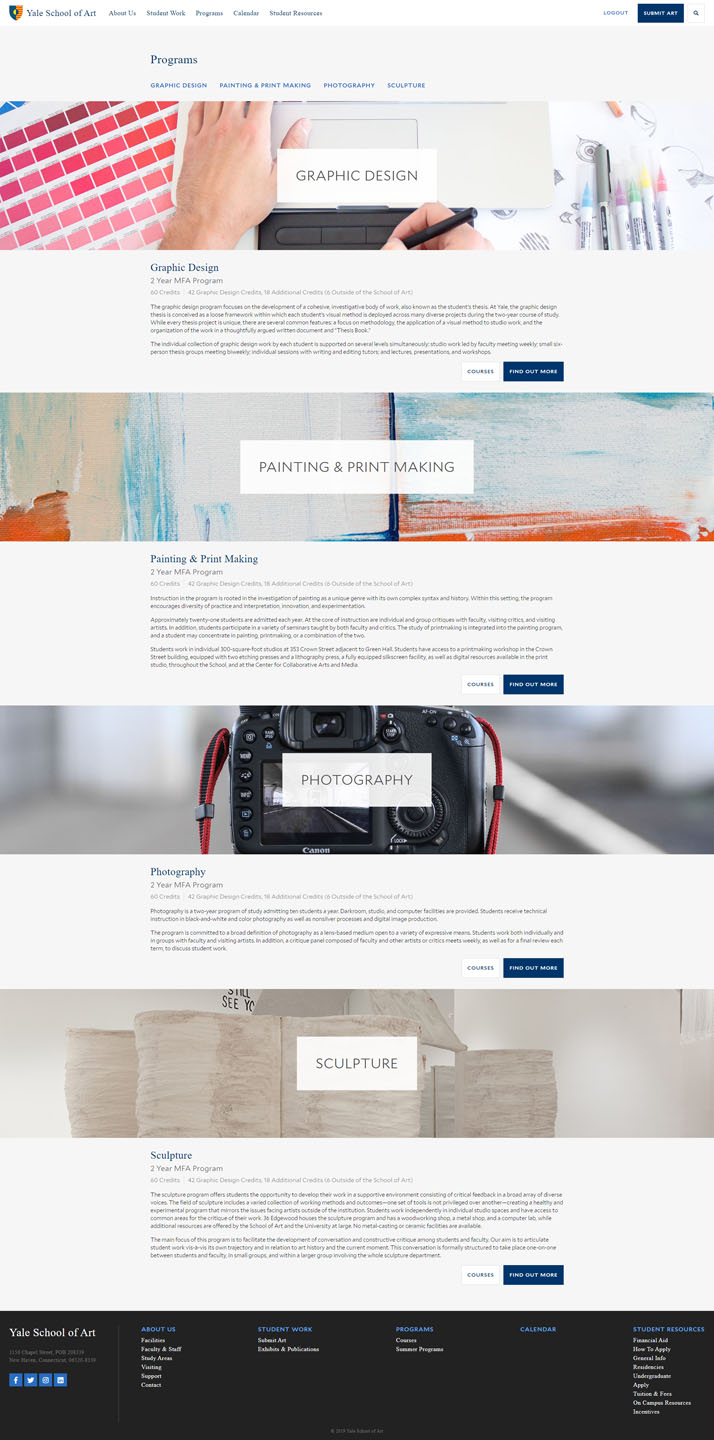 Yale School of Art
About Us
Student Work
Programs
Calendar
Student Resources
LOGOUT
SUBMIT ART
Programs
GRAPHIC DESIGN
PAINTING & PRINT MAKING
PHOTOGRAPHY
SCULPTURE
GRAPHIC DESIGN
Graphic Design
2 Year MFA Program
60 Credits | 42 Graphic Design Credits, 18 Additional Credits (6 Outside of the School of Art)
The graphic design program focuses on the development of a cohesive, investigative body of work, also known as the student's thesis. At Yale, the graphic design
thesis is conceived as a loose framework within which each student's visual method is deployed across many diverse projects during the two-year course of study.
While every thesis project is unique, there are several common features: a focus on methodology, the application of a visual method to studio work, and the
organization of the work in a thoughtfully argued written document and "Thesis Book."
The individual collection of graphic design work by each student is supported on several levels simultaneously: studio work led by faculty meeting weekly; small six-
person thesis groups meeting biweekly; individual sessions with writing and editing tutors; and lectures, presentations, and workshops.
COURSES
FIND OUT MORE
PAINTING & PRINT MAKING
Painting & Print Making
2 Year MFA Program
60 Credits | 42 Graphic Design Credits, 18 Additional Credits (6 Outside of the School of Art)
Instruction in the program is rooted in the investigation of painting as a unique genre with its own complex syntax and history. Within this setting, the program
encourages diversity of practice and interpretation, innovation, and experimentation.
Approximately twenty-one students are admitted each year. At the core of instruction are individual and group critiques with faculty, visiting critics, and visiting
artists. In addition, students participate in a variety of seminars taught by both faculty and critics. The study of printmaking is integrated into the painting program,
and a student may concentrate in painting, printmaking, or a combination of the two.
Students work in individual 300-square-foot studios at 353 Crown Street adjacent to Green Hall. Students have access to a printmaking workshop in the Crown
Street building, equipped with two etching presses and a lithography press, a fully equipped silkscreen facility, as well as digital resources available in the print
studio, throughout the School, and at the Center for Collaborative Arts and Media.
COURSES
FIND OUT MORE
AF-ON
MENU
PHOTOGRAPHY
Canon
Photography
2 Year MFA Program
60 Credits | 42 Graphic Design Credits, 18 Additional Credits (6 Outside of the School of Art)
Photography is a two-year program of study admitting ten students a year. Darkroom, studio, and computer facilities are provided. Students receive technical
instruction in black-and-white and color photography as well as nonsilver processes and digital image production.
The program is committed to a broad definition of photography as a lens-based medium open to a variety of expressive means. Students work both individually and
in groups with faculty and visiting artists. In addition, a critique panel composed of faculty and other artists or critics meets weekly, as well as for a final review each
term, to discuss student work.
COURSES
FIND OUT MORE
STILL
SEE YO
SCULPTURE
Sculpture
2 Year MFA Program
60 Credits | 42 Graphic Design Credits, 18 Additional Credits (6 Outside of the School of Art)
The sculpture program offers students the opportunity to develop their work in a supportive environment consisting of critical feedback in a broad array of diverse
voices. The field of sculpture includes a varied collection of working methods and outcomes—one set of tools is not privileged over another—creating a healthy and
experimental program that mirrors the issues facing artists outside of the institution. Students work independently in individual studio spaces and have access to
common areas for the critique of their work. 36 Edgewood houses the sculpture program and has a woodworking shop, a metal shop, and a computer lab, while
additional resources are offered by the School of Art and the University at large. No metal-casting or ceramic facilities are available.
The main focus of this program is to facilitate the development of conversation and constructive critique among students and faculty. Our aim is to articulate
student work vis-à-vis its own trajectory and in relation to art history and the current moment. This conversation is formally structured to take place one-on-one
between students and faculty, in small groups, and within a larger group involving the whole sculpture department.
COURSES
FIND OUT MORE
Yale School of Art
1156 Chapel Street, POB 208339
New Haven, Connecticut, 06520-8339
ABOUT US
Facilities
Faculty & Staff
Study Areas
Visiting
Support
Contact
STUDENT WORK
Submit Art
Exhibits & Publications
PROGRAMS
Courses
Summer Programs
CALENDAR
STUDENT RESOURCES
Financial Aid
How To Apply
General Info
Residencies
Undergraduate
Apply
Tuition & Fees
On Campus Resources
Incentives
© 2019 Yale School of Art